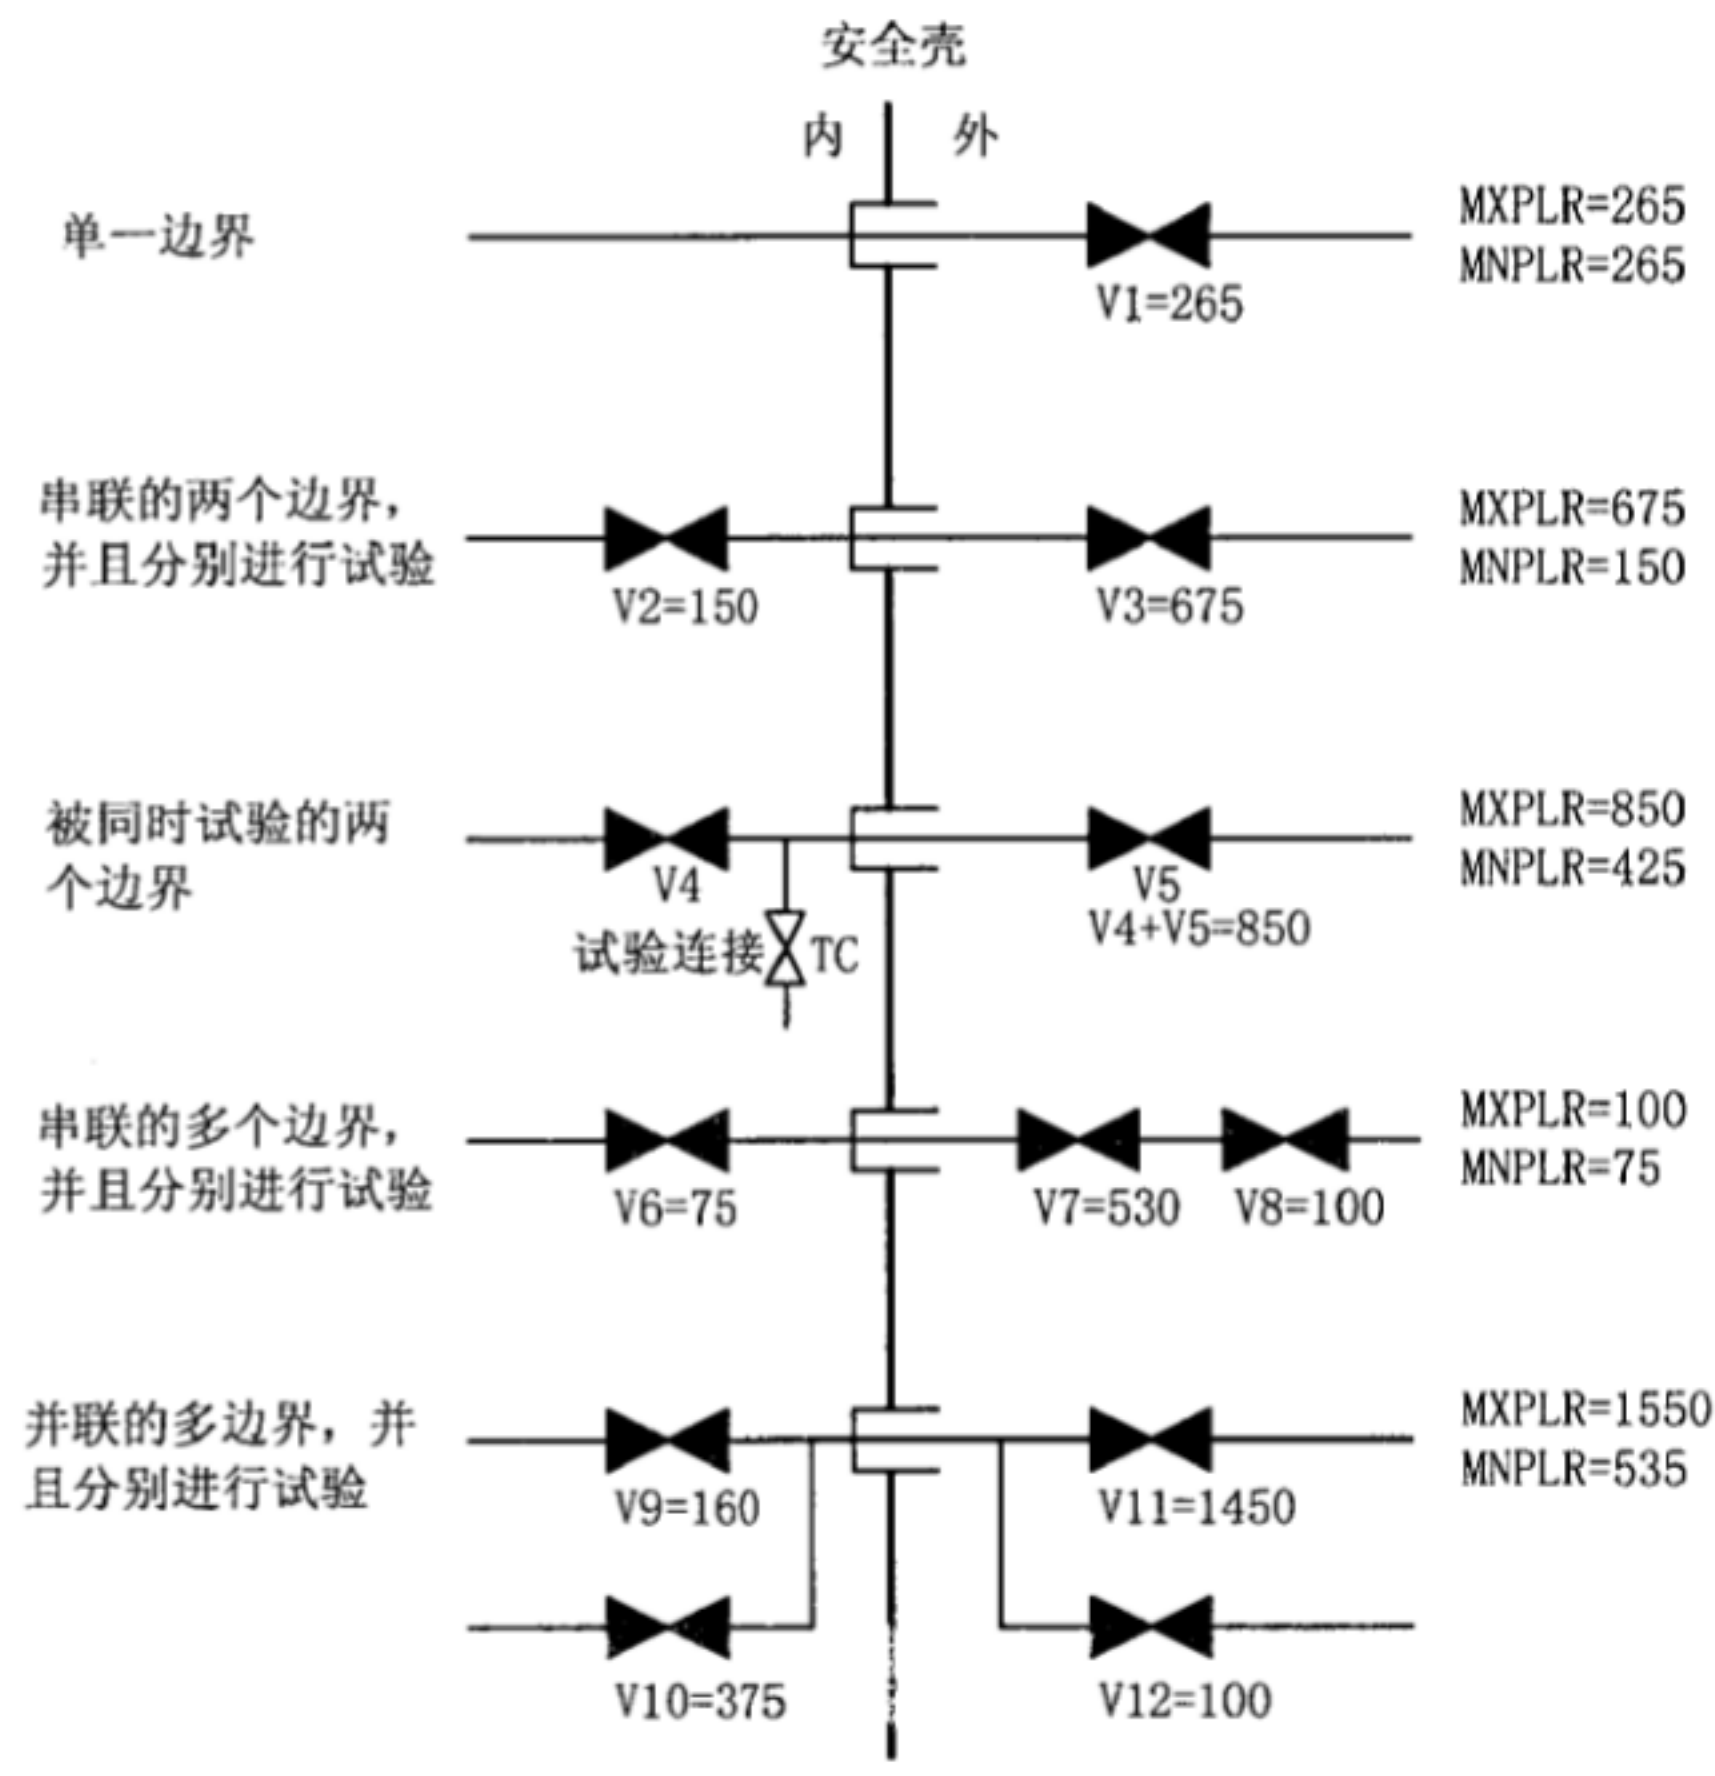 安全壳
内 外
单一边界
MXPLR=265
MNPLR=265
V1=265
串联的两个边界，
并且分别进行试验
MXPLR=675
MNPLR=150
V2=150
V3=675
被同时试验的两
个边界
MXPLR=850
MNPLR=425
V4
V5
V4+V5=850
试验连接
TC
串联的多个边界，
并且分别进行试验
MXPLR=100
MNPLR=75
V6=75
V7=530
V8=100
并联的多边界，并
且分别进行试验
MXPLR=1550
MNPLR=535
V9=160
V11=1450
V10=375
V12=100